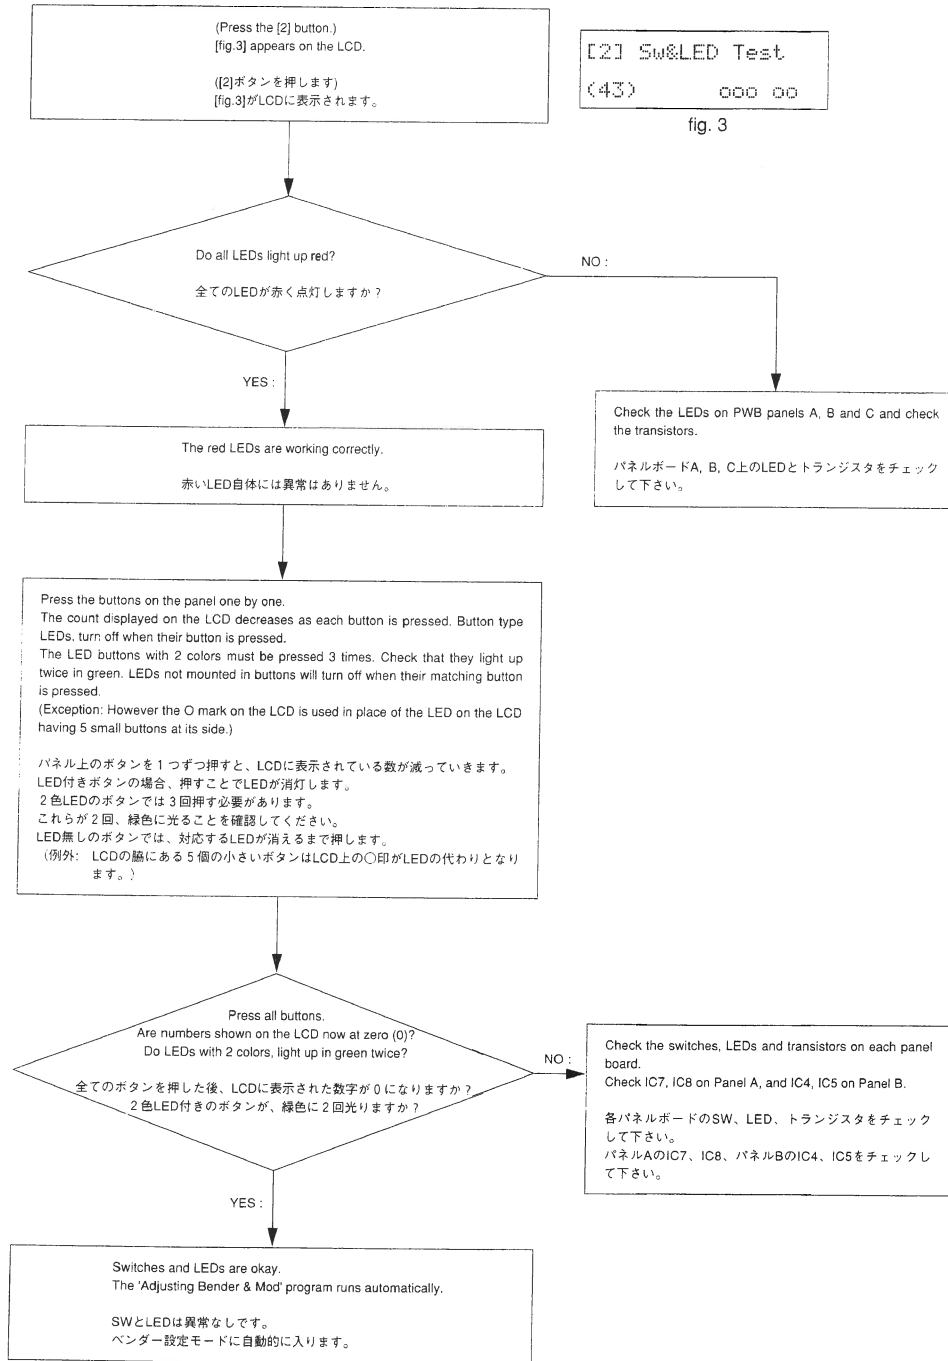 (Press the [2] button.)
[fig.3] appears on the LCD.
([2]ボタンを押します)
[fig.3]がLCDに表示されます。
[2] Sw&LED Test
(43) ooo oo
fig. 3
Do all LEDs light up red?
全てのLEDが赤く点灯しますか？
NO :
YES :
Check the LEDs on PWB panels A, B and C and check
the transistors.
パネルボードA, B, C上のLEDとトランジスタをチェック
して下さい。
The red LEDs are working correctly.
赤いLED自体には異常はありません。
Press the buttons on the panel one by one.
The count displayed on the LCD decreases as each button is pressed. Button type
LEDs, turn off when their button is pressed.
The LED buttons with 2 colors must be pressed 3 times. Check that they light up
twice in green. LEDs not mounted in buttons will turn off when their matching button
is pressed.
(Exception: However the O mark on the LCD is used in place of the LED on the LCD
having 5 small buttons at its side.)
パネル上のボタンを１つずつ押すと、LCDに表示されている数が減っていきます。
LED付きボタンの場合、押すことでLEDが消灯します。
２色LEDのボタンでは３回押す必要があります。
これらが２回、緑色に光ることを確認してください。
LED無しのボタンでは、対応するLEDが消えるまで押します。
（例外: LCDの脇にある５個の小さいボタンはLCD上の○印がLEDの代わりとなり
ます。）
Press all buttons.
Are numbers shown on the LCD now at zero (0)?
Do LEDs with 2 colors, light up in green twice?
全てのボタンを押した後、LCDに表示された数字が０になりますか？
２色LED付きのボタンが、緑色に２回光りますか？
NO :
Check the switches, LEDs and transistors on each panel
board.
Check IC7, IC8 on Panel A, and IC4, IC5 on Panel B.
各パネルボードのSW、LED、トランジスタをチェック
して下さい。
パネルAのIC7、IC8、パネルBのIC4、IC5をチェックし
て下さい。
YES :
Switches and LEDs are okay.
The 'Adjusting Bender & Mod' program runs automatically.
SWとLEDは異常なしです。
ベンダー設定モードに自動的に入ります。